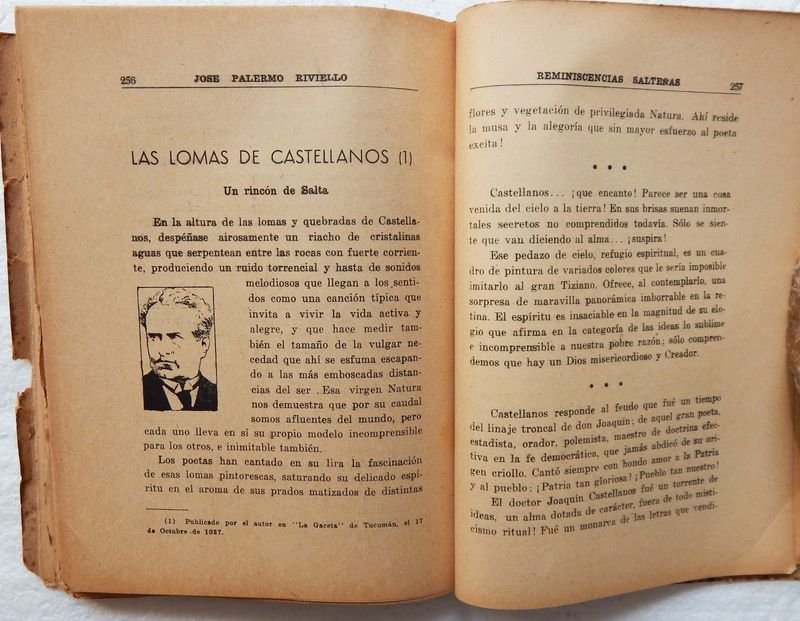 256 JOSE PALERMO RIVIELLO
LAS LOMAS DE CASTELLANOS (1)
Un rincón de Salta
En la altura de las lomas y quebradas de Castella-
nos, despéñase airosamente un riacho de cristalinas
aguas que serpentean entre las rocas con fuerte corrien-
te, produciendo un ruido torrencial y hasta de sonidos
melodiosos que llegan a los senti-
dos como una canción típica que
invita a vivir la vida activa y
alegre, y que hace medir tam-
bién el tamaño de la vulgar ne-
cedad que ahí se esfuma escapan-
do a las más emboscadas distan-
cias del ser . Esa virgen Natura
nos demuestra que por su caudal
somos afluentes del mundo, pero
cada uno lleva en sí su propio modelo incomprensible
para los otros, e inimitable también.
Los poetas han cantado en su lira la fascinación
de esas lomas pintorescas, saturando su delicado espí-
ritu en el aroma de sus prados matizados de distintas
(1) Publicado por el autor en "La Gaceta" de Tucumán, el 17
de Octubre de 1937.
REMINISCENCIAS SALTEÑAS 257
flores y vegetación de privilegiada Natura. Ahí reside
la musa y la alegoría que sin mayor esfuerzo al poeta
excita!
* * *
Castellanos... ¡que encanto! Parece ser una cosa
venida del cielo a la tierra! En sus brisas suenan inmor-
tales secretos no comprendidos todavía. Sólo se sien-
te que van diciendo al alma... ¡suspira!
Ese pedazo de cielo, refugio espiritual, es un cua-
dro de pintura de variados colores que le sería imposible
imitarlo al gran Tiziano. Ofrece, al contemplarlo, una
sorpresa de maravilla panorámica imborrable en la re-
tina. El espíritu es insaciable en la magnitud de su elo-
gio que afirma en la categoría de las ideas lo sublime
e incomprensible a nuestra pobre razón; sólo compren-
demos que hay un Dios misericordioso y Creador.
* * *
Castellanos responde al feudo que fué un tiempo
del linaje troncal de don Joaquín; de aquel gran poeta,
estadista, orador, polemista, maestro de doctrina efec-
tiva en la fe democrática, que jamás abdicó de su ori-
gen criollo. Cantó siempre con hondo amor a la Patria
y al pueblo: ¡Patria tan gloriosa! ¡Pueblo tan nuestro!
El doctor Joaquín Castellanos fué un torrente de
ideas, un alma dotada de carácter, fuera de todo misti-
cismo ritual! Fué un monarca de las letras que vendi-